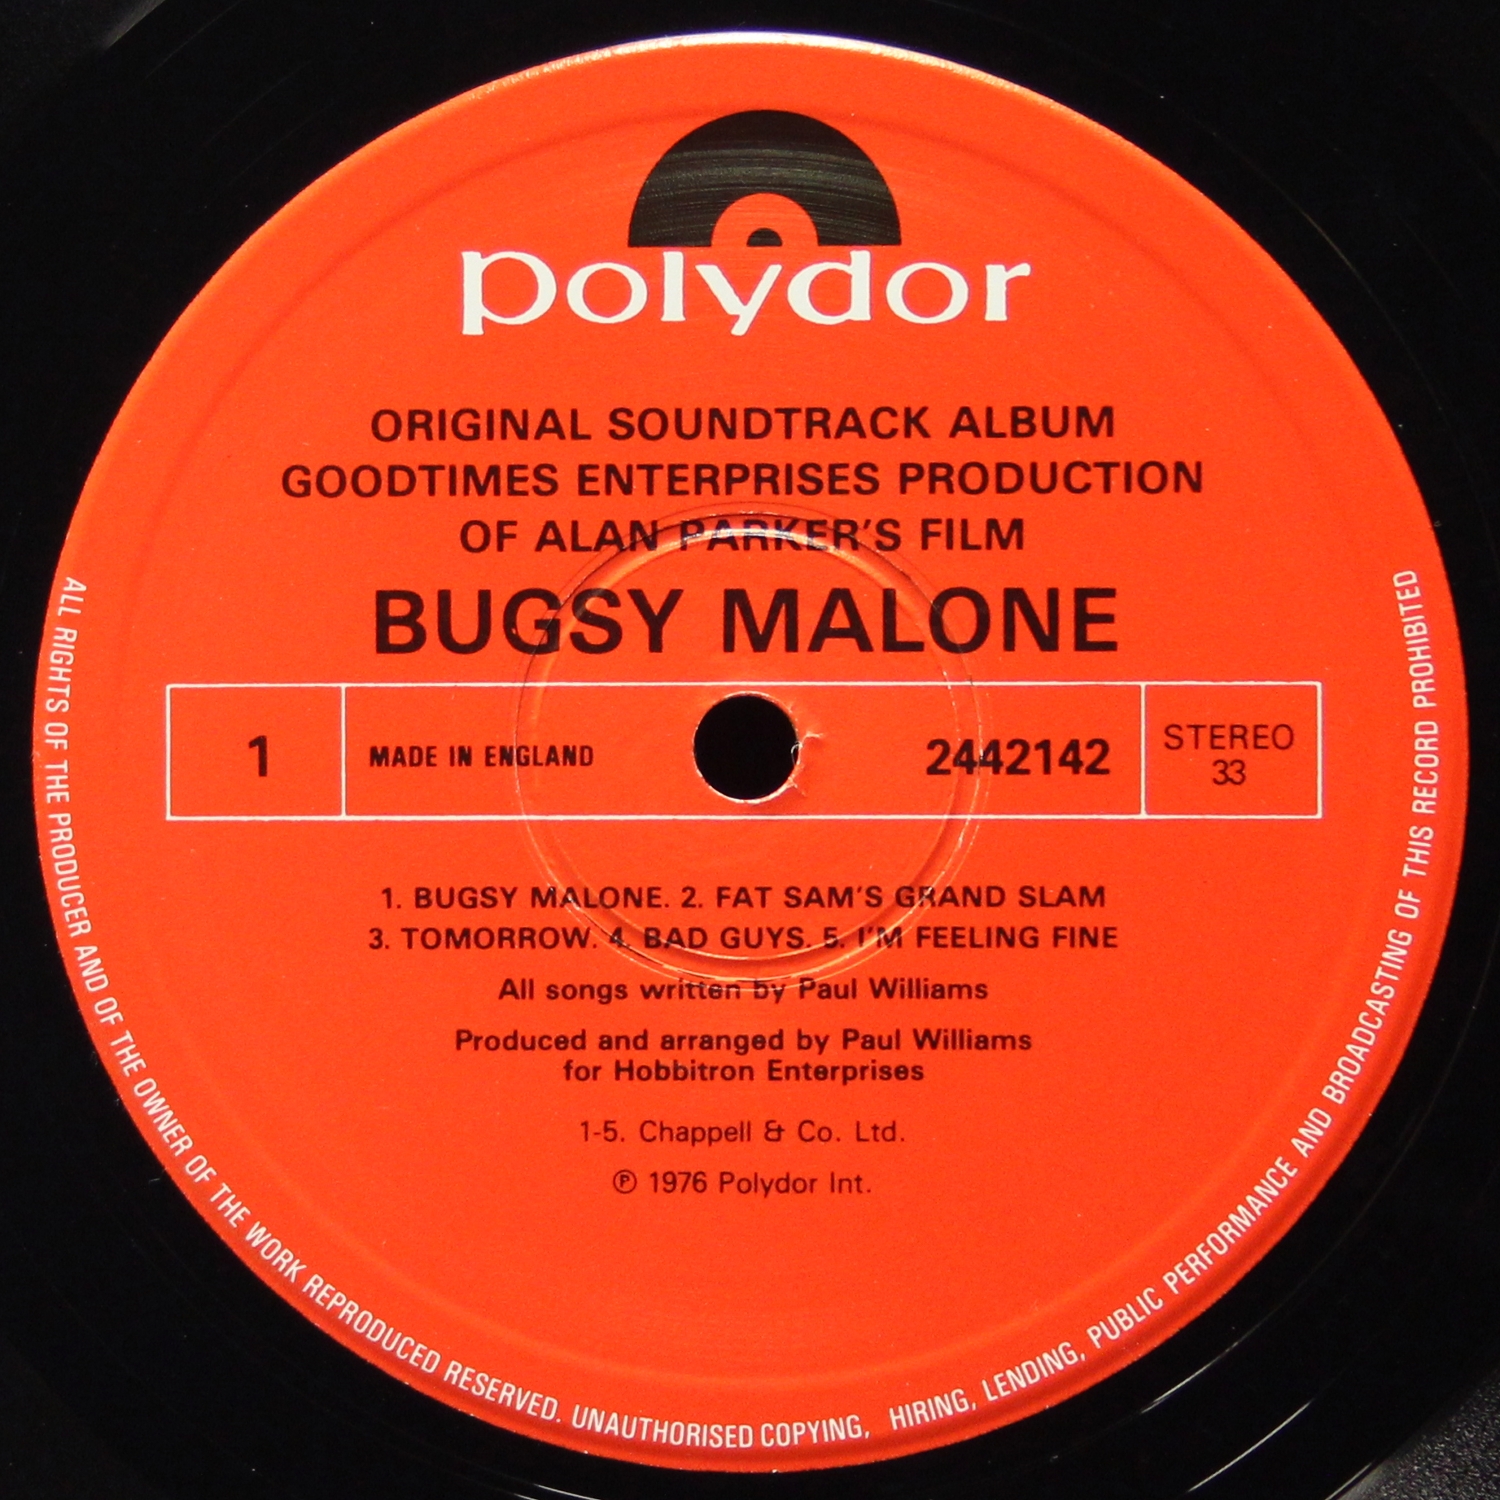 polydor
ORIGINAL SOUNDTRACK ALBUM
GOODTIMES ENTERPRISES PRODUCTION
OF ALAN PARKER'S FILM
BUGSY MALONE
1
MADE IN ENGLAND
2442142
STEREO
33
1. BUGSY MALONE. 2. FAT SAM'S GRAND SLAM
3. TOMORROW. 4. BAD GUYS. 5. I'M FEELING FINE
All songs written by Paul Williams
Produced and arranged by Paul Williams
for Hobbitron Enterprises
1-5. Chappell & Co. Ltd.
℗ 1976 Polydor Int.
ALL RIGHTS OF THE PRODUCER AND OF THE OWNER OF THE WORK REPRODUCED RESERVED. UNAUTHORISED COPYING, HIRING, LENDING, PUBLIC PERFORMANCE AND BROADCASTING OF THIS RECORD PROHIBITED